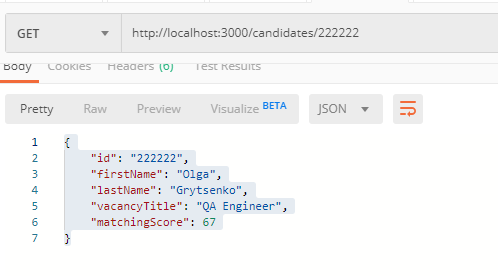 GET http://localhost:3000/candidates/222222
Body Cookies Headers (6) Test Results
Pretty Raw Preview Visualize BETA JSON
1 {
2 "id": "222222",
3 "firstName": "Olga",
4 "lastName": "Grytsenko",
5 "vacancyTitle": "QA Engineer",
6 "matchingScore": 67
7 }